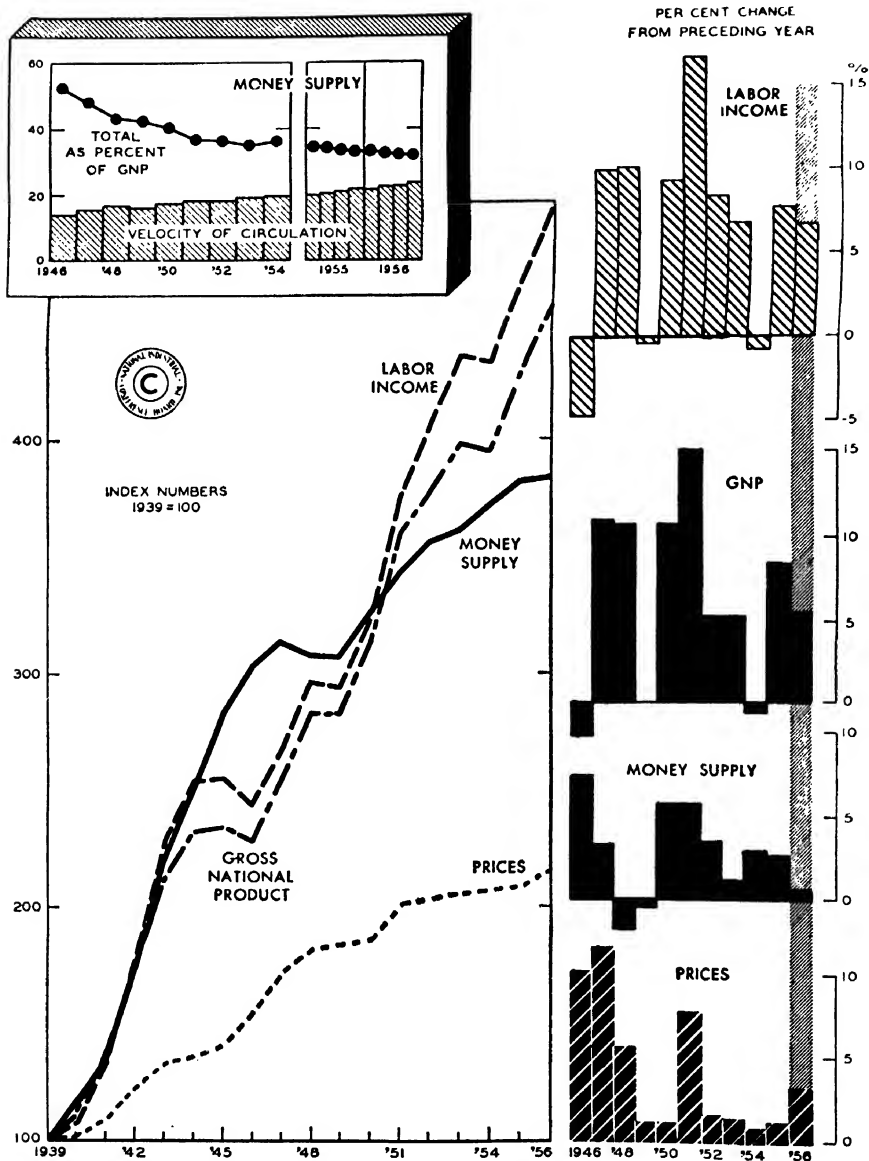 60
40
20
0
MONEY SUPPLY
TOTAL
AS PERCENT
OF GNP
VELOCITY OF CIRCULATION
1946 '48 '50 '52 '54 1955 1956
PER CENT CHANGE
FROM PRECEDING YEAR
%
LABOR
INCOME
15
10
5
0
-5
GNP
15
10
5
0
MONEY SUPPLY
10
5
0
PRICES
10
5
0
1946 '48 '50 '52 '54 '56
C
NATIONAL INDUSTRIAL
INDEX NUMBERS
1939 = 100
400
300
200
100
LABOR
INCOME
MONEY
SUPPLY
GROSS
NATIONAL
PRODUCT
PRICES
1939 '42 '45 '48 '51 '54 '56